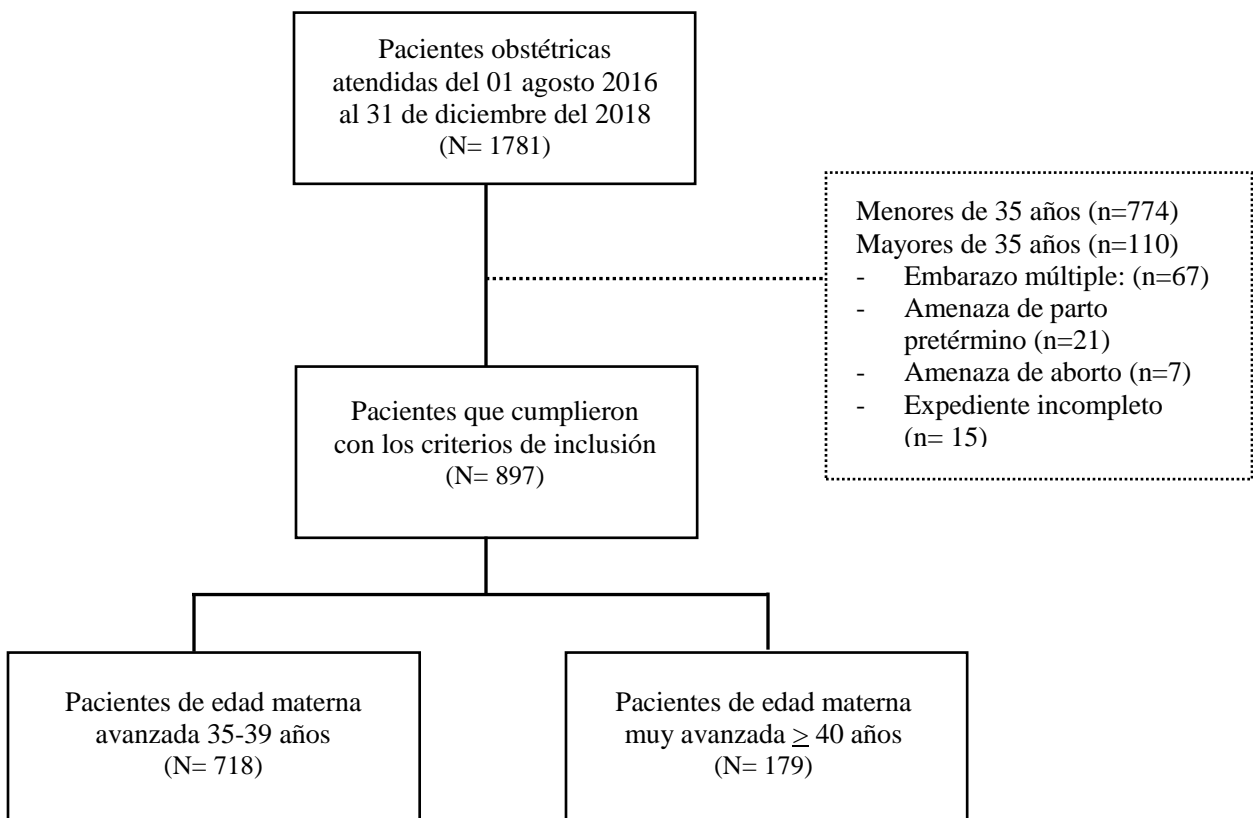 Pacientes obstétricas
atendidas del 01 agosto 2016
al 31 de diciembre del 2018
(N= 1781)
Menores de 35 años (n=774)
Mayores de 35 años (n=110)
- Embarazo múltiple: (n=67)
- Amenaza de parto
pretérmino (n=21)
- Amenaza de aborto (n=7)
- Expediente incompleto
(n= 15)
Pacientes que cumplieron
con los criterios de inclusión
(N= 897)
Pacientes de edad materna
avanzada 35-39 años
(N= 718)
Pacientes de edad materna
muy avanzada ≥ 40 años
(N= 179)